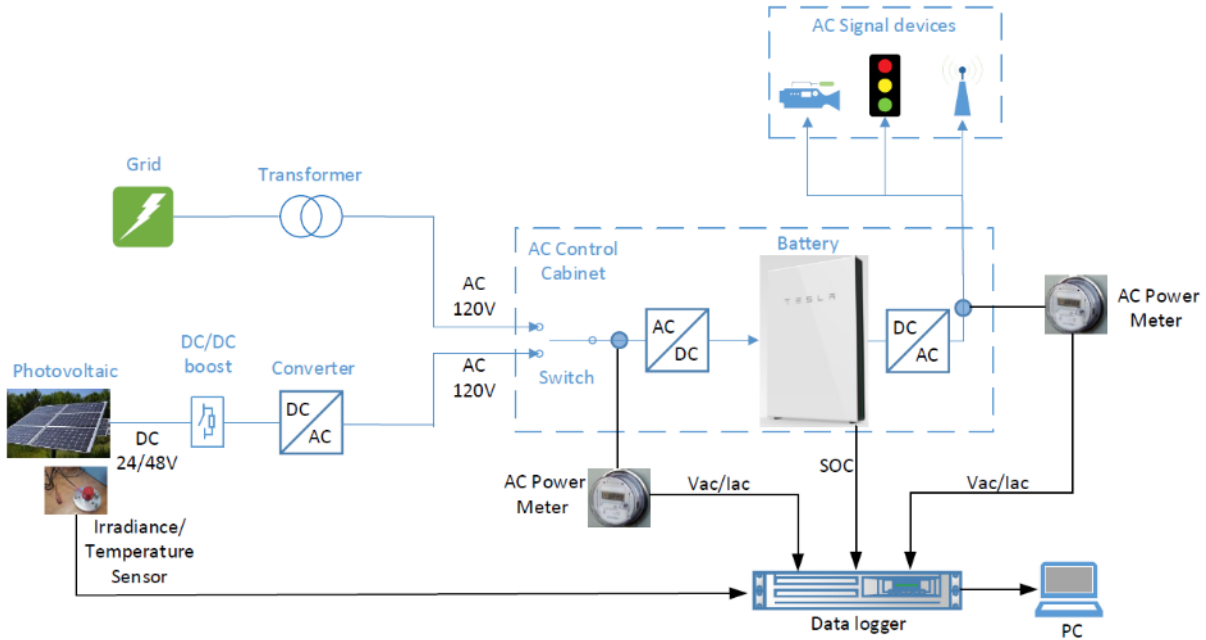 AC Signal devices
Grid
Transformer
AC Control
Cabinet
Battery
TESLA
AC
120V
AC
DC
DC
AC
AC Power
Meter
Switch
AC
120V
DC/DC
boost
Converter
DC
AC
Photovoltaic
DC
24/48V
Irradiance/
Temperature
Sensor
AC Power
Meter
Vac/Iac
SOC
Vac/Iac
Data logger
PC